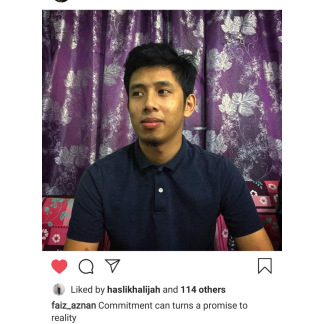 Liked by haslikhalijah and 114 others
faiz_aznan Commitment can turns a promise to
reality